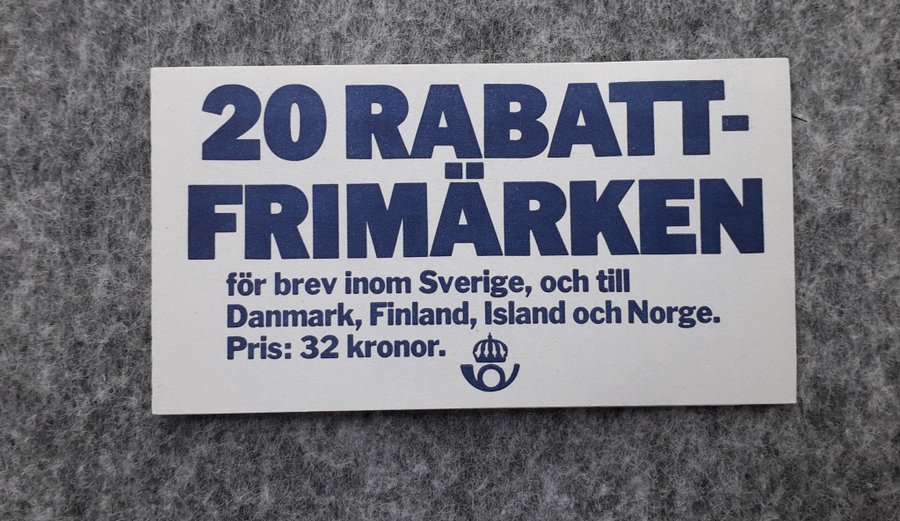 20 RABATT-
FRIMÄRKEN
för brev inom Sverige, och till
Danmark, Finland, Island och Norge.
Pris: 32 kronor.